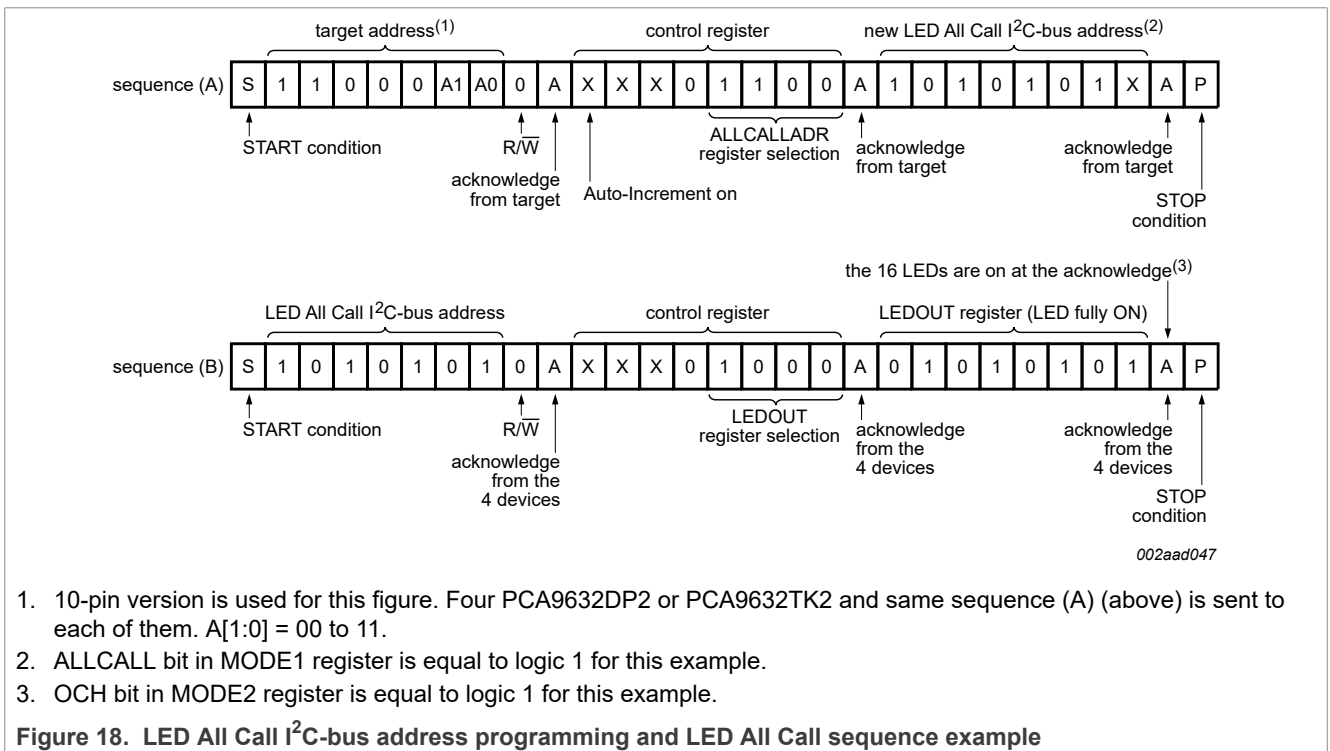 target address(1) control register new LED All Call I2C-bus address(2)
sequence (A) S 1 1 0 0 0 A1 A0 0 A X X X 0 1 1 0 0 A 1 0 1 0 1 0 1 X A P
START condition R/W̅ ALLCALLADR register selection acknowledge from target acknowledge from target
acknowledge from target Auto-Increment on STOP condition
the 16 LEDs are on at the acknowledge(3)
LED All Call I2C-bus address control register LEDOUT register (LED fully ON)
sequence (B) S 1 0 1 0 1 0 1 0 A X X X 0 1 0 0 0 A 0 1 0 1 0 1 0 1 A P
START condition R/W̅ LEDOUT register selection acknowledge from the 4 devices acknowledge from the 4 devices
acknowledge from the 4 devices STOP condition
002aad047
1. 10-pin version is used for this figure. Four PCA9632DP2 or PCA9632TK2 and same sequence (A) (above) is sent to
each of them. A[1:0] = 00 to 11.
2. ALLCALL bit in MODE1 register is equal to logic 1 for this example.
3. OCH bit in MODE2 register is equal to logic 1 for this example.
Figure 18. LED All Call I2C-bus address programming and LED All Call sequence example